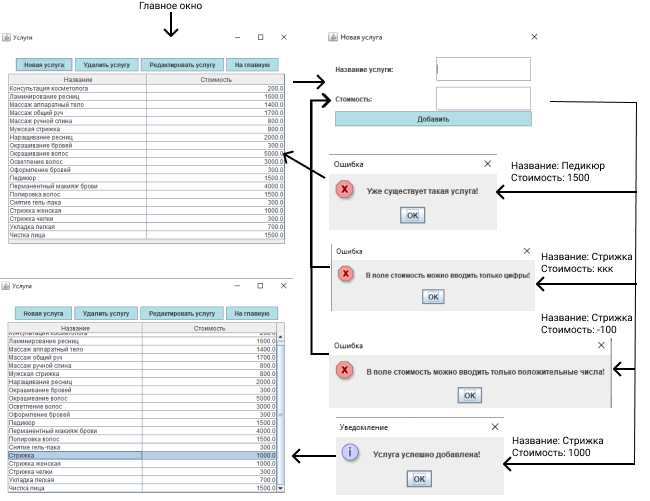 Главное окно
Услуги
Новая услуга Удалить услугу Редактировать услугу На главную
Название Стоимость
Консультация косметолога 200.0
Ламинирование ресниц 1600.0
Массаж аппаратный тело 1400.0
Массаж общий руч 1700.0
Массаж ручной спина 800.0
Мужская стрижка 800.0
Наращивание ресниц 2000.0
Окрашивание бровей 300.0
Окрашивание волос 5000.0
Осветление волос 3000.0
Оформление бровей 300.0
Педикюр 1500.0
Перманентный макияж брови 4000.0
Полировка волос 1500.0
Снятие гель-лака 300.0
Стрижка женская 1000.0
Стрижка челки 300.0
Укладка легкая 700.0
Чистка лица 1500.0
Новая услуга
Название услуги:
Стоимость:
Добавить
Ошибка
Уже существует такая услуга!
OK
Название: Педикюр
Стоимость: 1500
Ошибка
В поле стоимость можно вводить только цифры!
OK
Название: Стрижка
Стоимость: ккк
Название: Стрижка
Стоимость: -100
Ошибка
В поле стоимость можно вводить только положительные числа!
OK
Уведомление
Услуга успешно добавлена!
OK
Название: Стрижка
Стоимость: 1000
Услуги
Новая услуга Удалить услугу Редактировать услугу На главную
Название Стоимость
Консультация косметолога 200.0
Ламинирование ресниц 1600.0
Массаж аппаратный тело 1400.0
Массаж общий руч 1700.0
Массаж ручной спина 800.0
Мужская стрижка 800.0
Наращивание ресниц 2000.0
Окрашивание бровей 300.0
Окрашивание волос 5000.0
Осветление волос 3000.0
Оформление бровей 300.0
Педикюр 1500.0
Перманентный макияж брови 4000.0
Полировка волос 1500.0
Снятие гель-лака 300.0
Стрижка 1000.0
Стрижка женская 1000.0
Стрижка челки 300.0
Укладка легкая 700.0
Чистка лица 1500.0